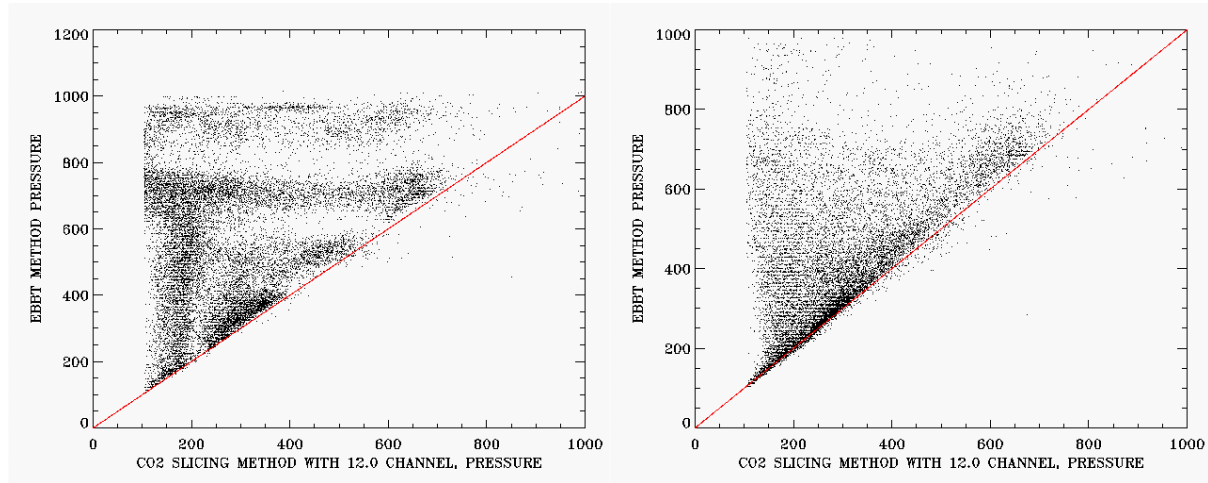 1200
1000
800
600
400
200
0
EBBT METHOD PRESSURE
0 200 400 600 800 1000
CO2 SLICING METHOD WITH 12.0 CHANNEL, PRESSURE
1000
800
600
400
200
0
EBBT METHOD PRESSURE
0 200 400 600 800 1000
CO2 SLICING METHOD WITH 12.0 CHANNEL, PRESSURE